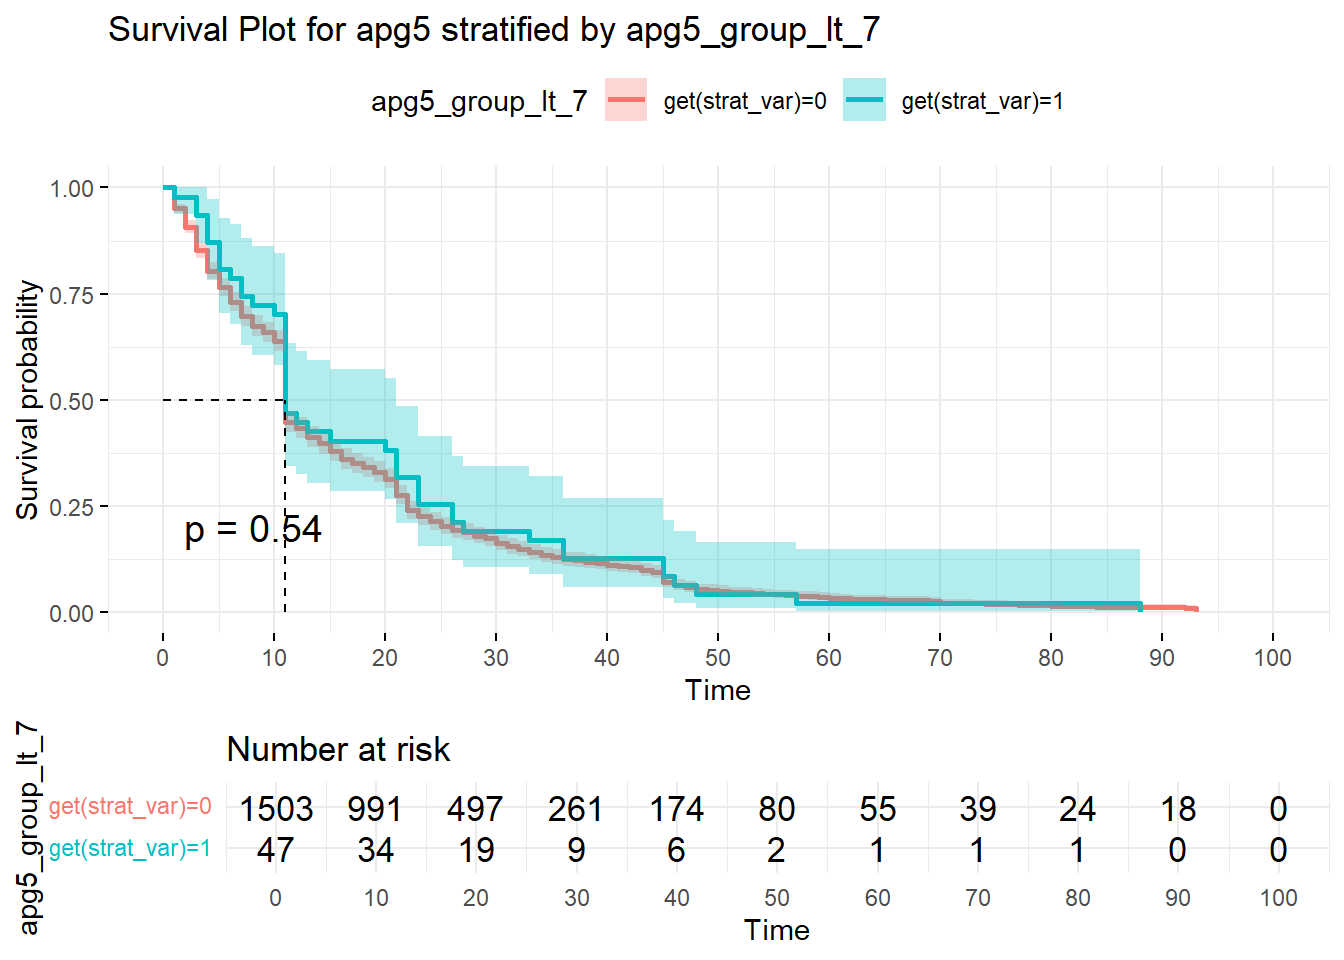 Survival Plot for apg5 stratified by apg5_group_lt_7
apg5_group_lt_7 get(strat_var)=0 get(strat_var)=1
Survival probability
1.00
0.75
0.50
0.25
0.00
p = 0.54
0 10 20 30 40 50 60 70 80 90 100
Time
Number at risk
apg5_group_lt_7
get(strat_var)=0 1503 991 497 261 174 80 55 39 24 18 0
get(strat_var)=1 47 34 19 9 6 2 1 1 1 0 0
0 10 20 30 40 50 60 70 80 90 100
Time